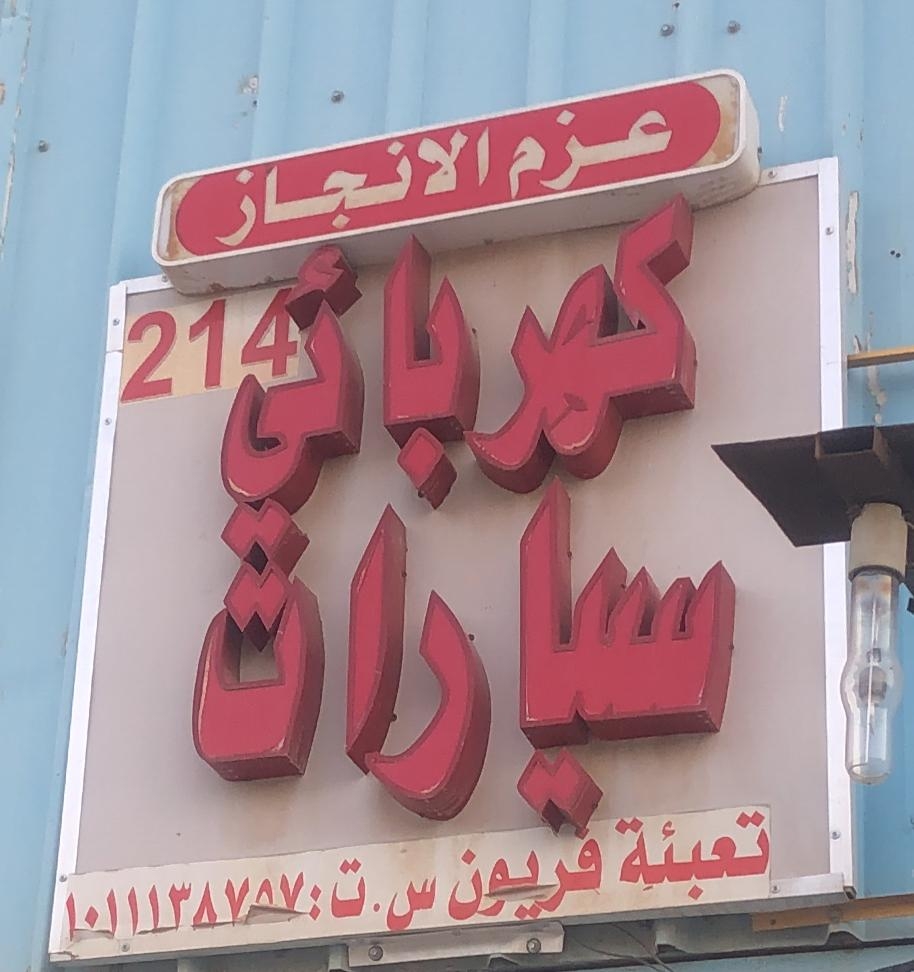 عزم الانجاز
كهربائي
214
سيارات
تعبئة فريون س.ت: ١٠١١١٣٨٧٥٧